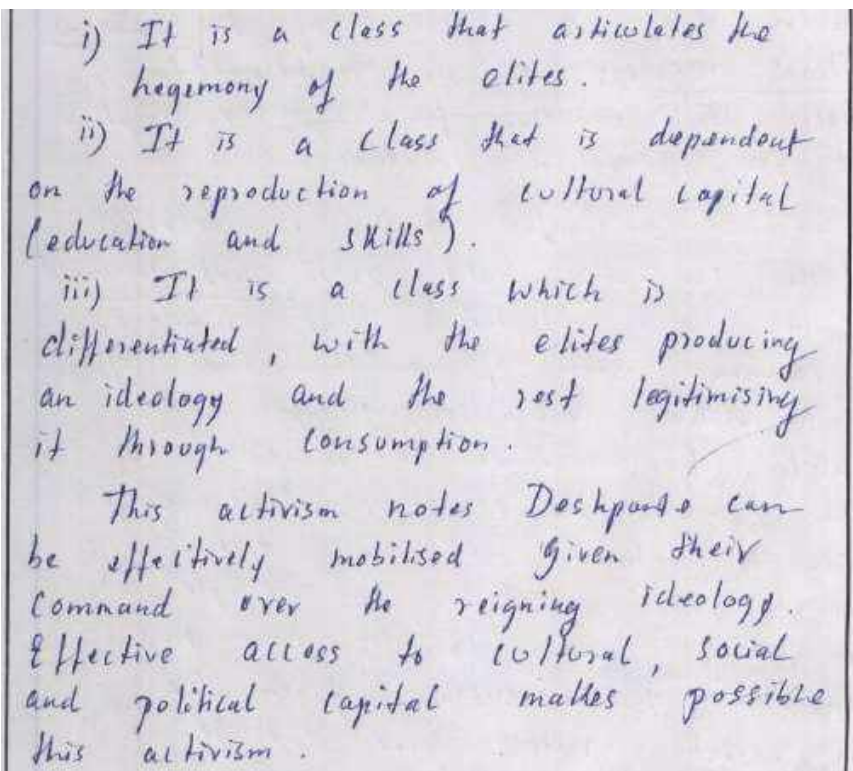 i) It is a class that articulates the
hegemony of the elites.
ii) It is a class that is dependent
on the reproduction of cultural capital
(education and skills).
iii) It is a class which is
differentiated, with the elites producing
an ideology and the rest legitimising
it through consumption.
This activism notes Deshpande can
be effectively mobilised given their
command over the reigning ideology.
Effective access to cultural, social
and political capital makes possible
this activism.